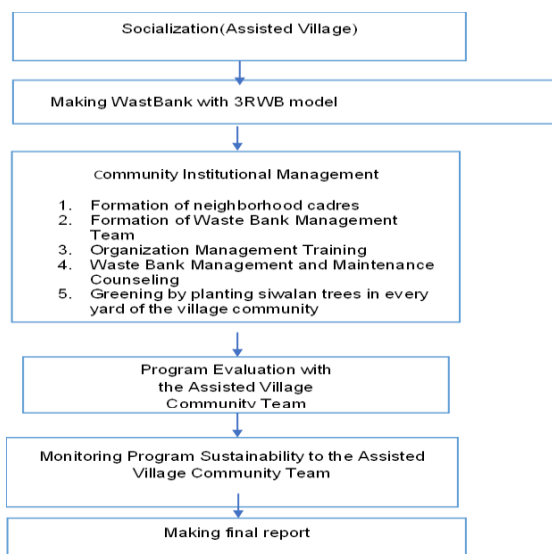 Socialization(Assisted Village)
Making WastBank with 3RWB model
Community Institutional Management
1. Formation of neighborhood cadres
2. Formation of Waste Bank Management
Team
3. Organization Management Training
4. Waste Bank Management and Maintenance
Counseling
5. Greening by planting siwalan trees in every
yard of the village community
Program Evaluation with
the Assisted Village
Community Team
Monitoring Program Sustainability to the Assisted
Village Community Team
Making final report